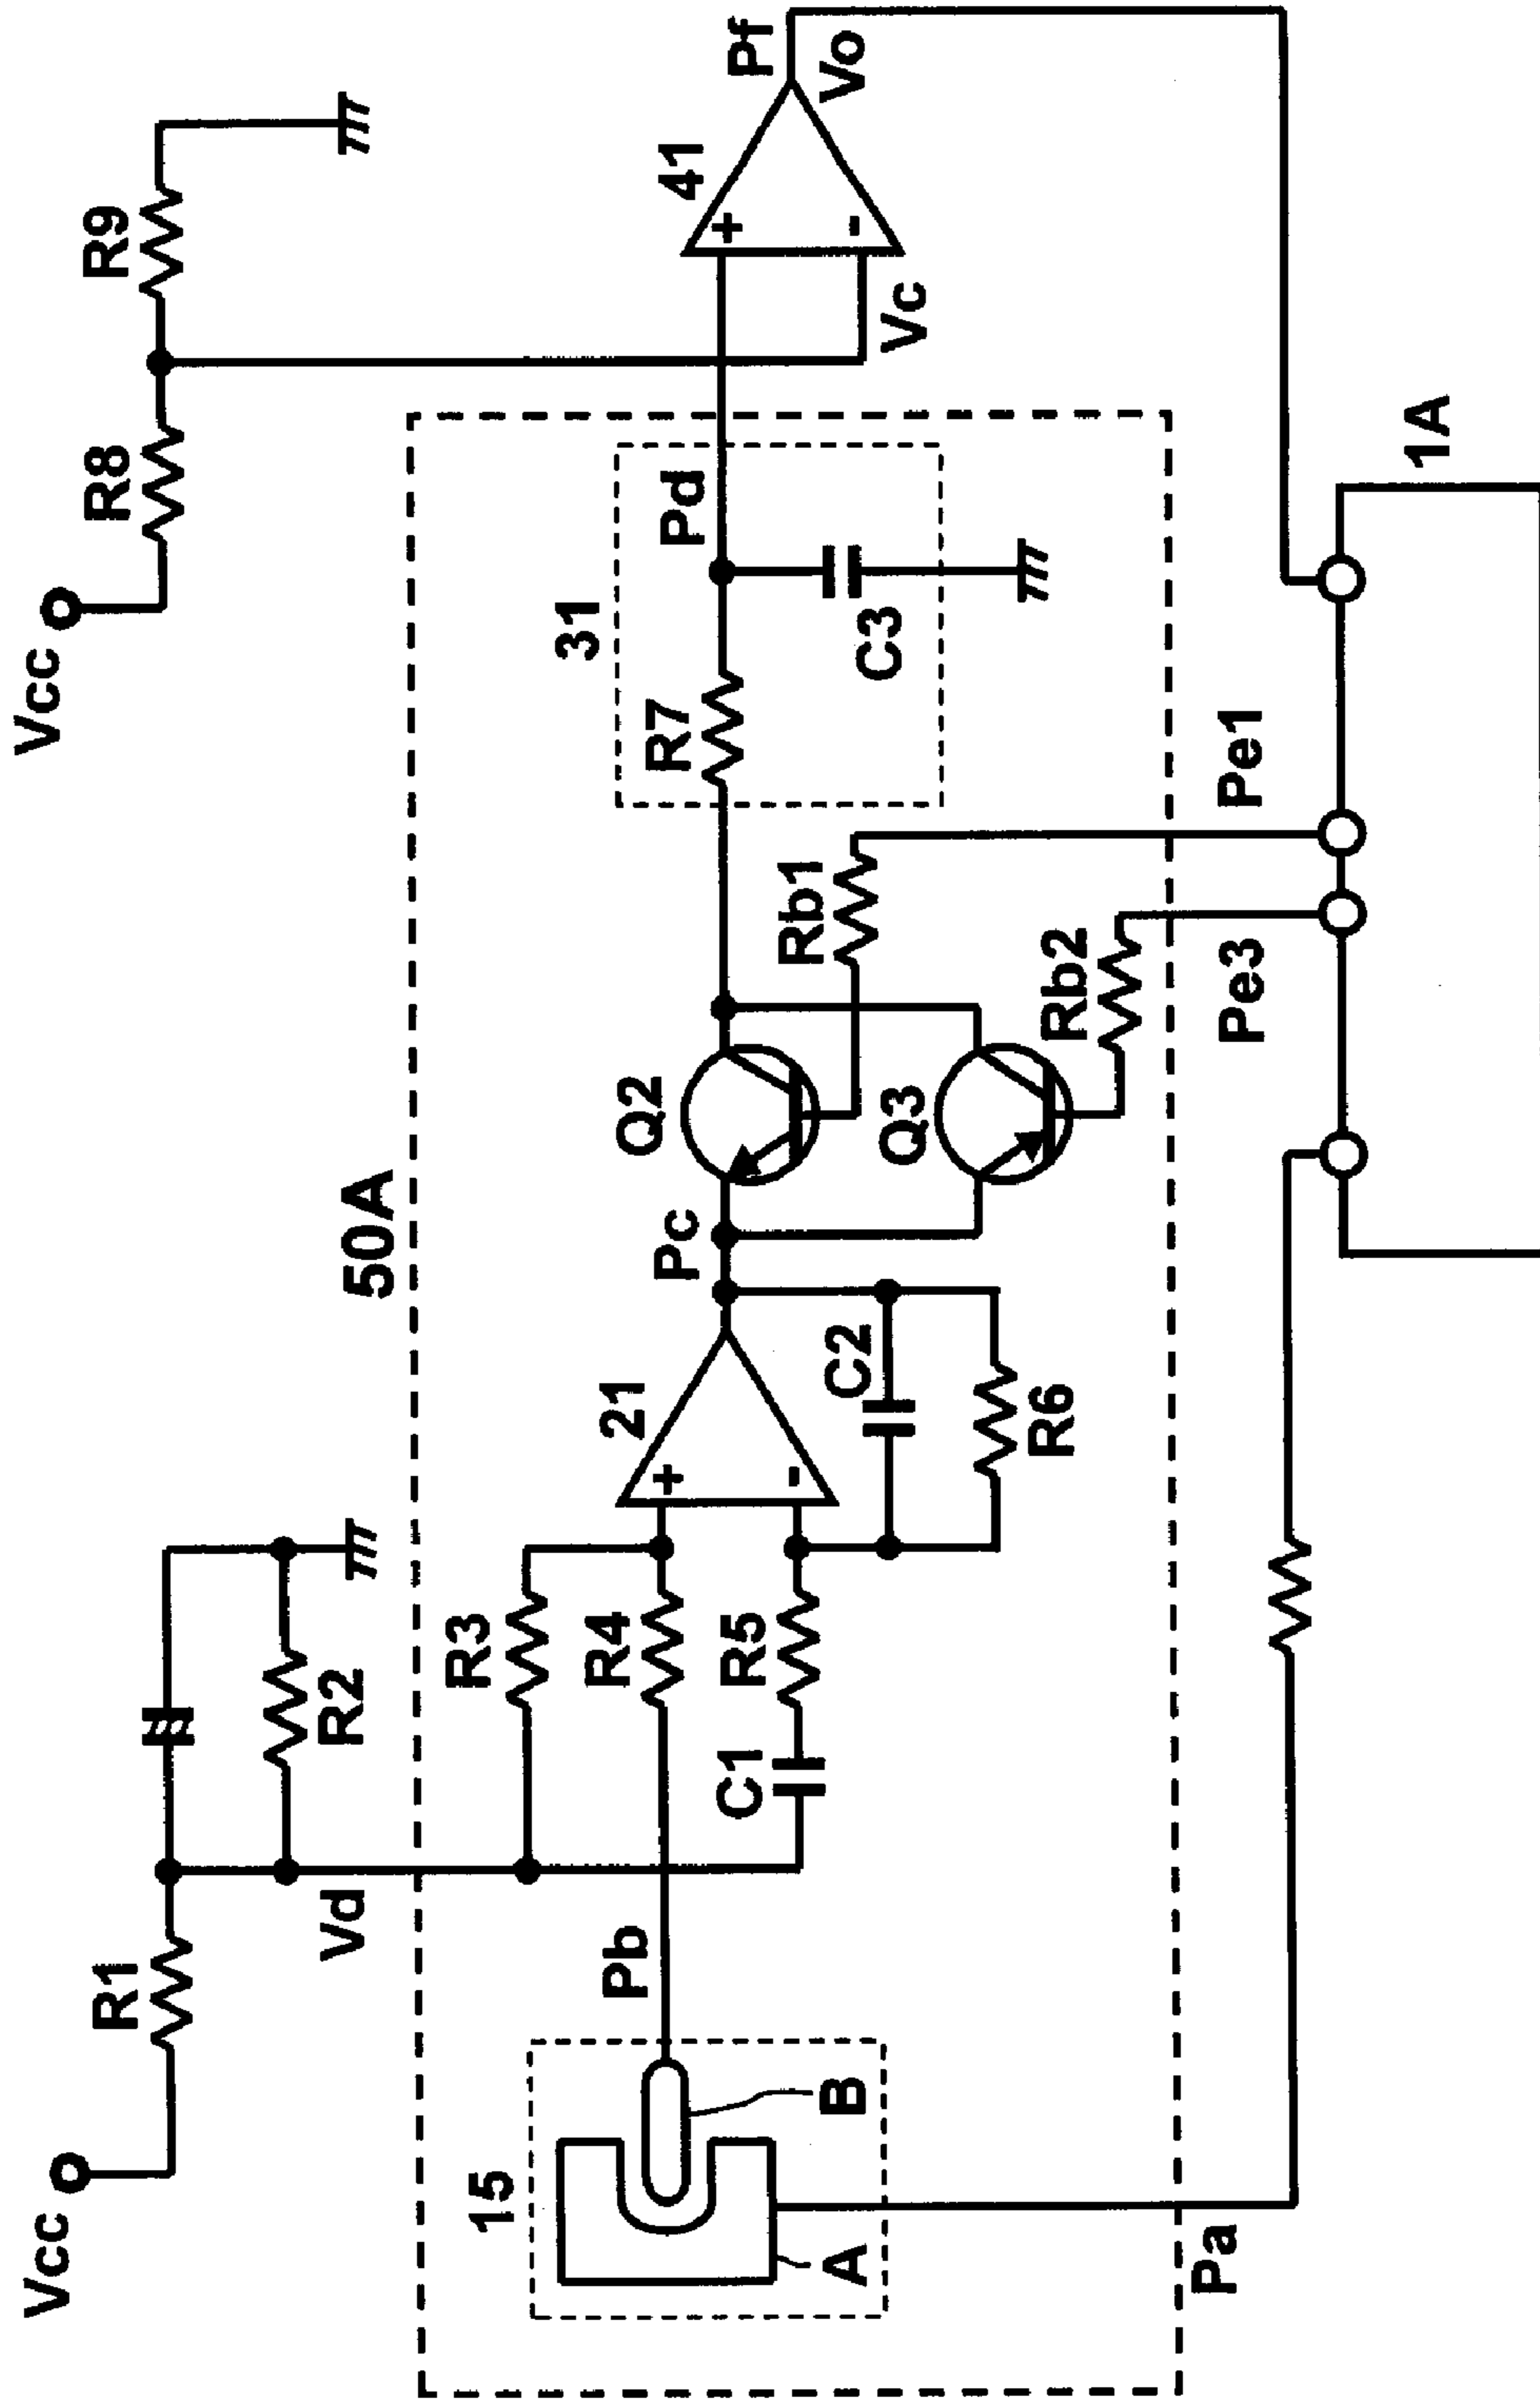 Vcc
R1
Vd
R2
Vcc
R8
R9
50A
15
A
B
Pb
R3
R4
R5
C1
21
+
-
C2
R6
Pc
Q2
Q3
Rb1
Rb2
31
R7
Pd
C3
41
+
-
Vc
Pf
Vo
Pa
Pe3
Pe1
1A